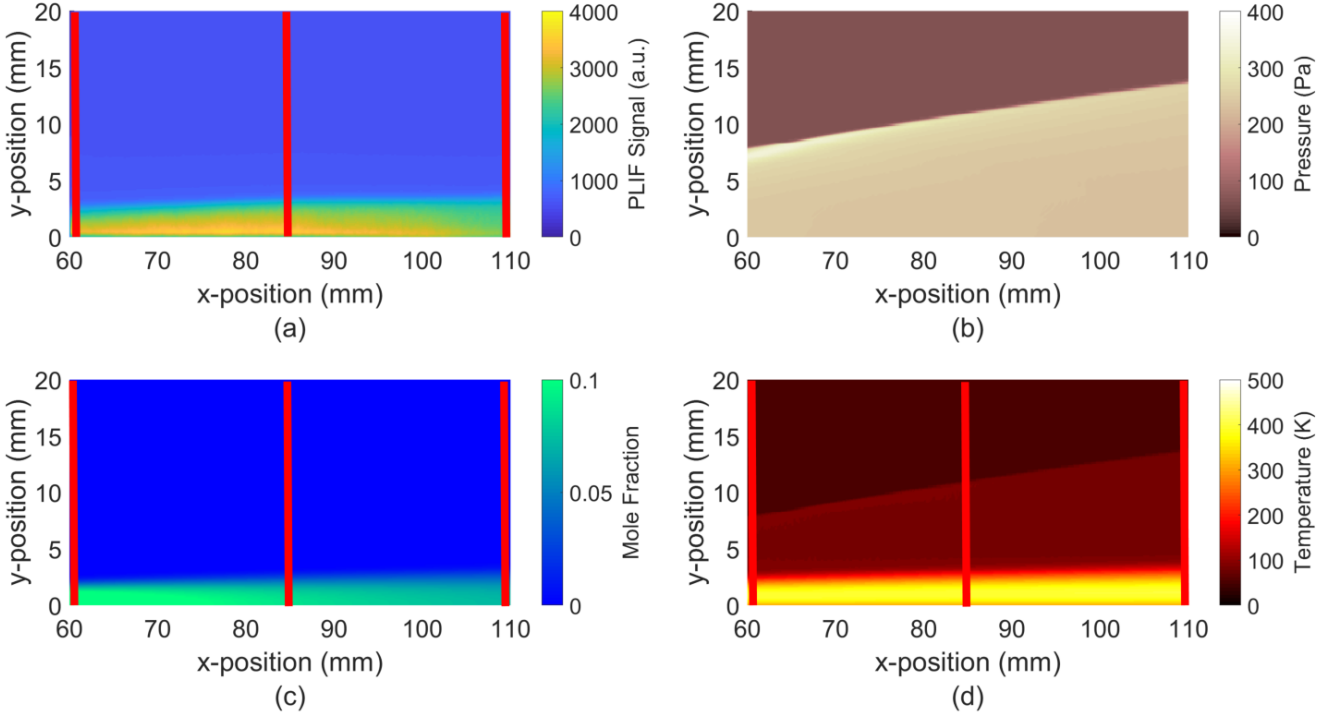 20
15
10
5
0
y-position (mm)
60 70 80 90 100 110
x-position (mm)
4000
3000
2000
1000
0
PLIF Signal (a.u.)
(a)
20
15
10
5
0
y-position (mm)
60 70 80 90 100 110
x-position (mm)
400
300
200
100
0
Pressure (Pa)
(b)
20
15
10
5
0
y-position (mm)
60 70 80 90 100 110
x-position (mm)
0.1
0.05
0
Mole Fraction
(c)
20
15
10
5
0
y-position (mm)
60 70 80 90 100 110
x-position (mm)
500
400
300
200
100
0
Temperature (K)
(d)